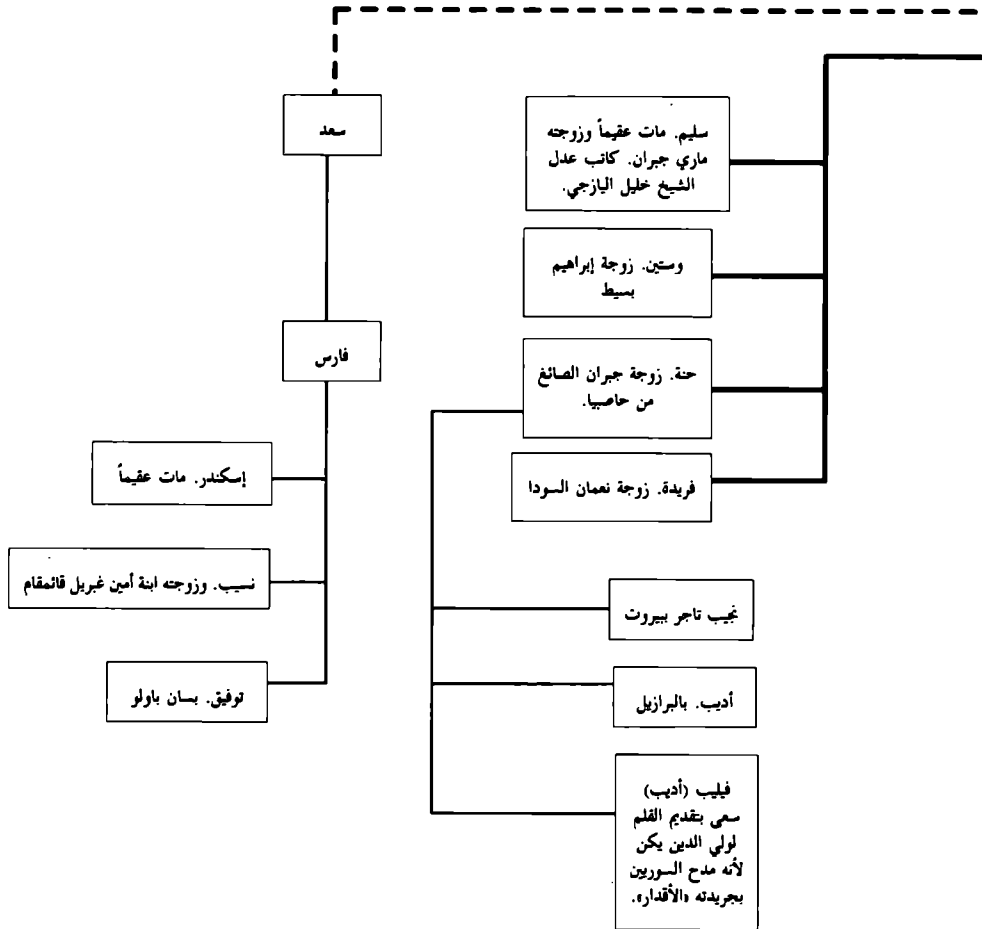 سليم. مات عقيماً وزوجته
ماري جبران. كاتب عدل
الشيخ خليل اليازجي.
وستين. زوجة إبراهيم
بسيط
حنة. زوجة جبران الصائغ
من حاصبيا.
فريدة. زوجة نعمان السودا
نجيب تاجر ببيروت
أديب. بالبرازيل
فيليب (أديب)
سعى بتقديم القلم
لولي الدين يكن
لأنه مدح السوريين
بجريدته «الأقدار».
سعد
فارس
إسكندر. مات عقيماً
نسيب. وزوجته ابنة أمين غبريل قائمقام
توفيق. بسان باولو